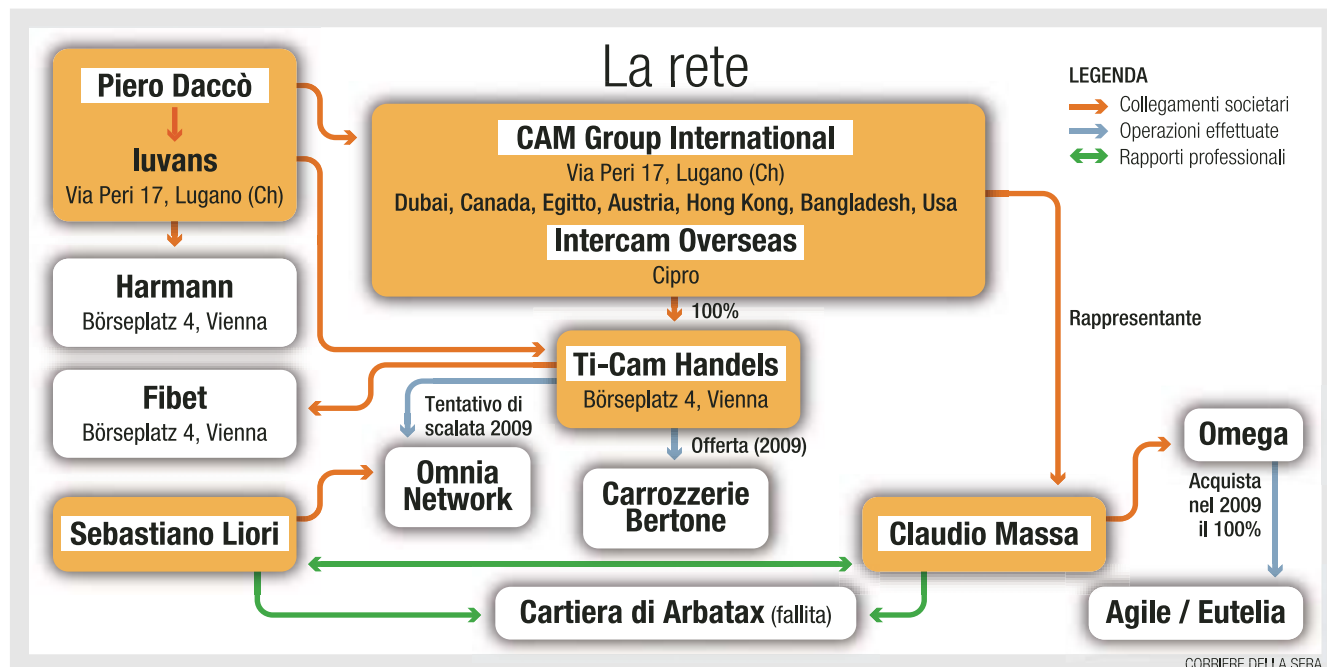 La rete
LEGENDA
Collegamenti societari
Operazioni effettuate
Rapporti professionali
Piero Daccò
Iuvans
Via Peri 17, Lugano (Ch)
CAM Group International
Via Peri 17, Lugano (Ch)
Dubai, Canada, Egitto, Austria, Hong Kong, Bangladesh, Usa
Intercam Overseas
Cipro
Harmann
Börseplatz 4, Vienna
100%
Rappresentante
Ti-Cam Handels
Börseplatz 4, Vienna
Fibet
Börseplatz 4, Vienna
Tentativo di
scalata 2009
Offerta (2009)
Omega
Omnia
Network
Carrozzerie
Bertone
Acquista
nel 2009
il 100%
Sebastiano Liori
Claudio Massa
Cartiera di Arbatax (fallita)
Agile / Eutelia
CORRIERE DELLA SERA